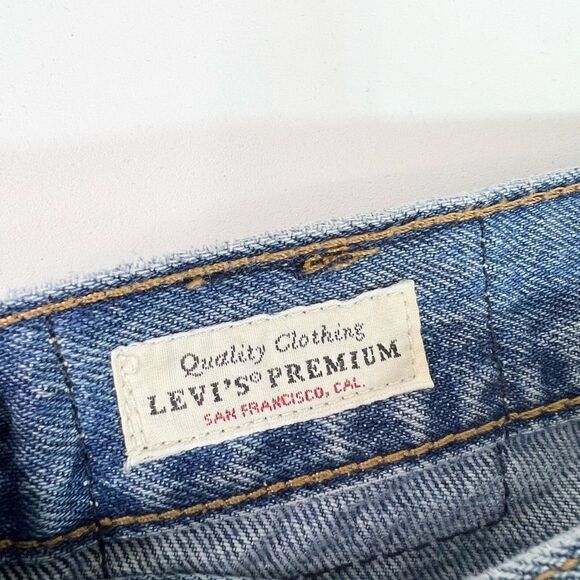 Quality Clothing
LEVI'S® PREMIUM
SAN FRANCISCO, CAL.